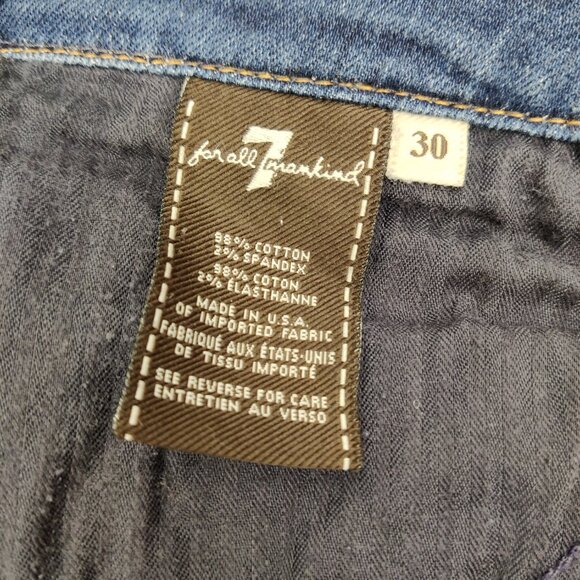 7
for all mankind
30
98% COTTON
2% SPANDEX
98% COTON
2% ÉLASTHANNE
MADE IN U.S.A.
OF IMPORTED FABRIC
FABRIQUÉ AUX ÉTATS-UNIS
DE TISSU IMPORTÉ
SEE REVERSE FOR CARE
ENTRETIEN AU VERSO